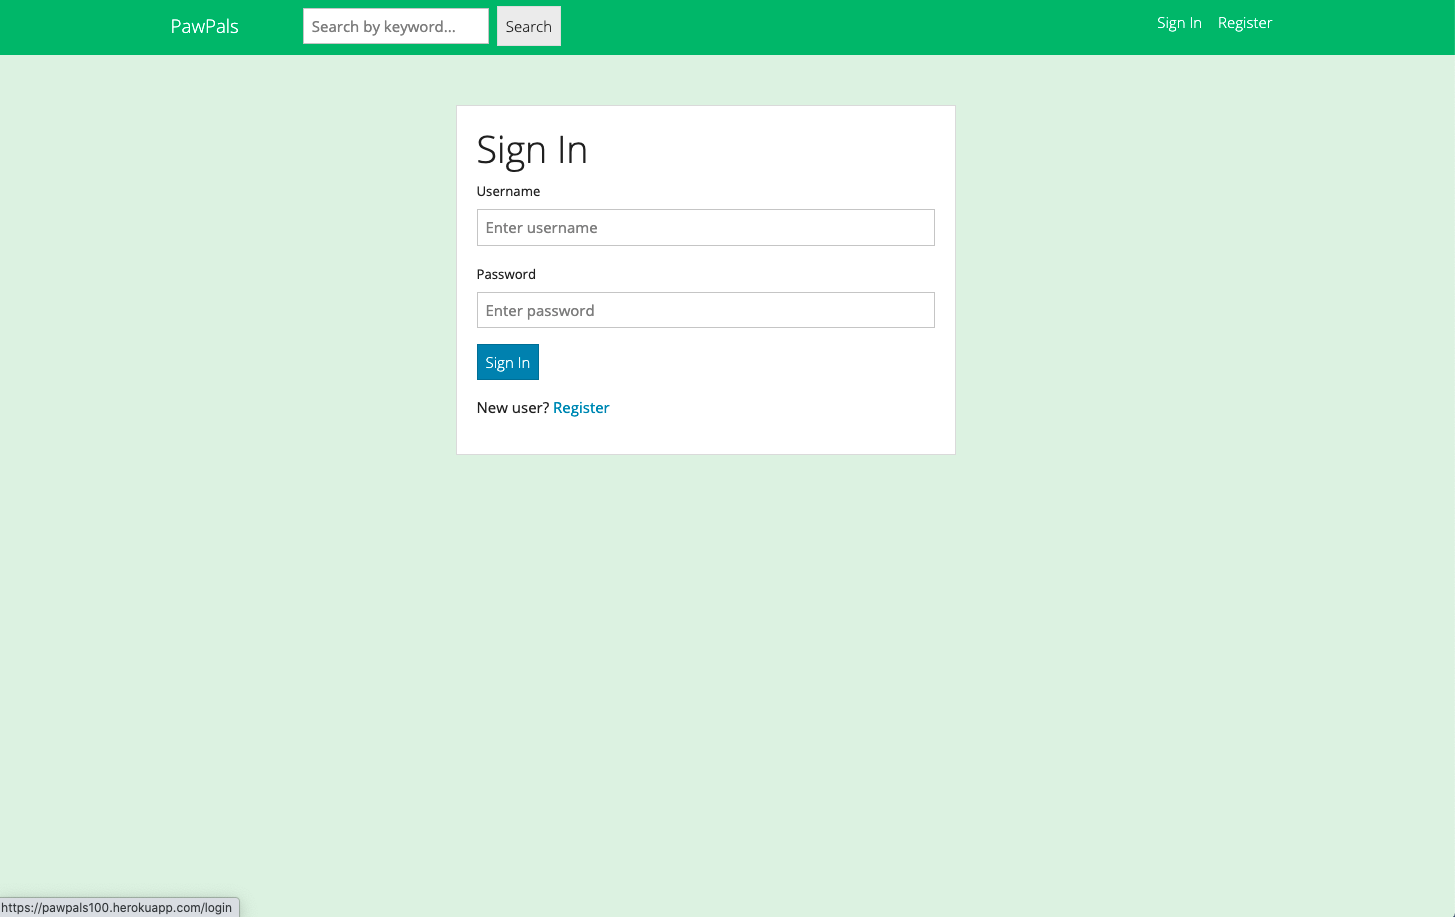 PawPals Search by keyword... Search Sign In Register
Sign In
Username
Enter username
Password
Enter password
Sign In
New user? Register
https://pawpals100.herokuapp.com/login